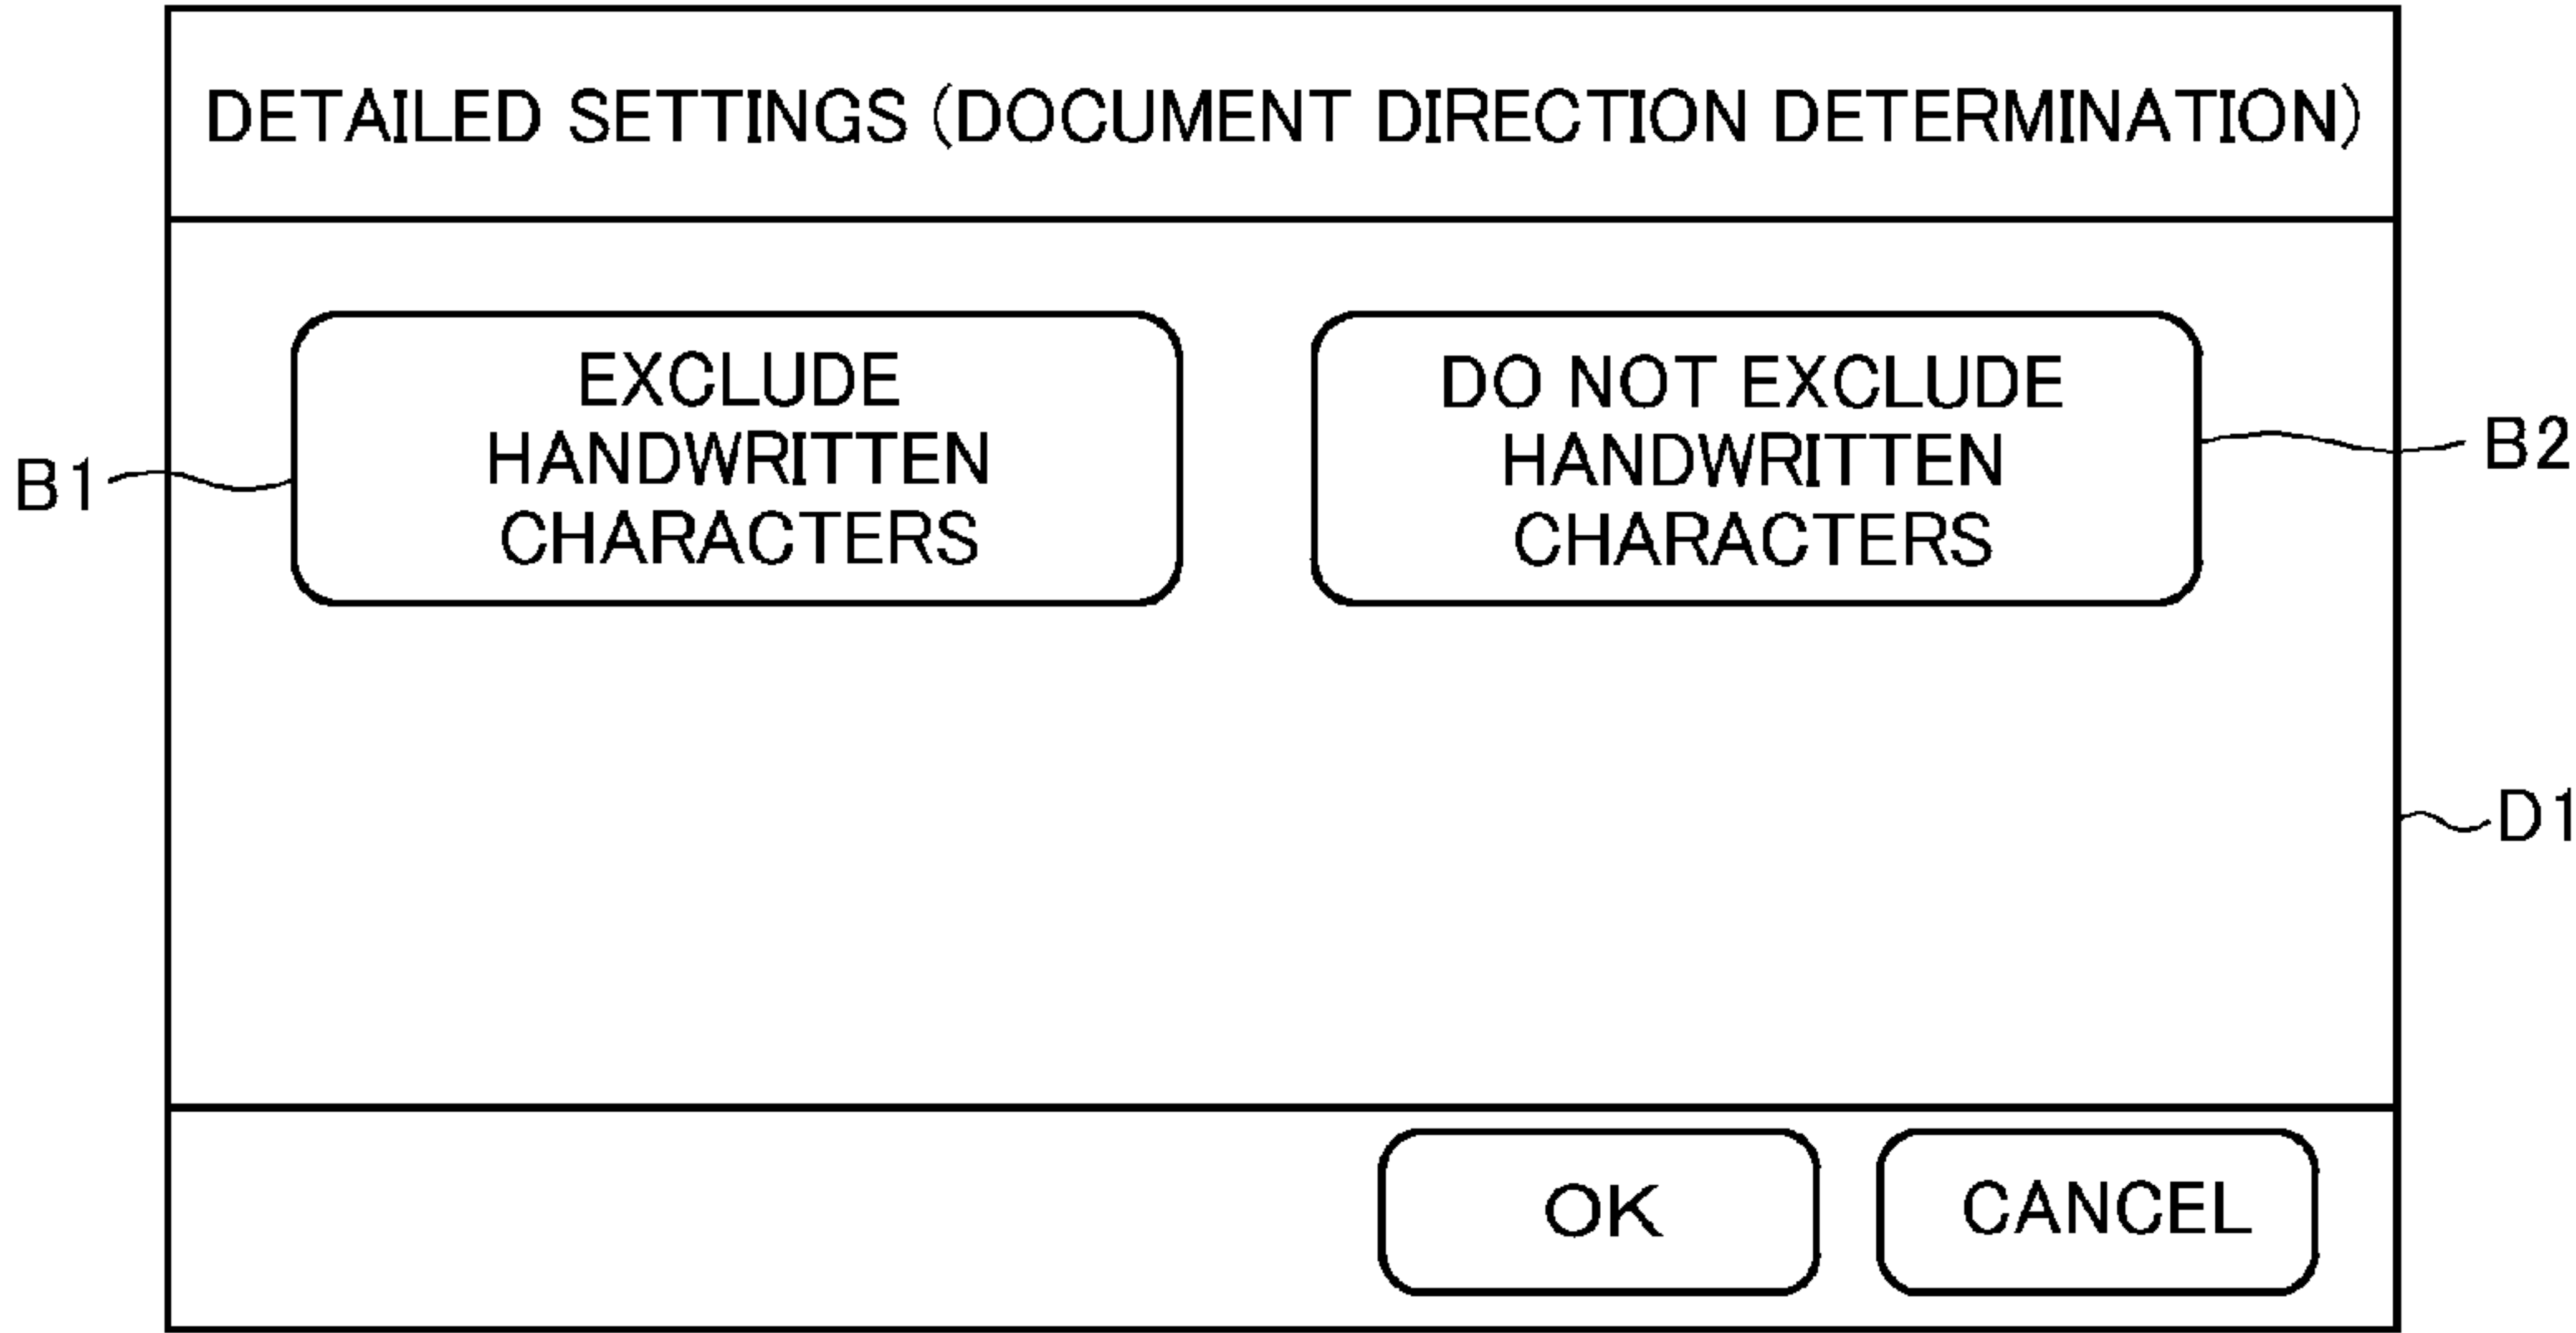 DETAILED SETTINGS (DOCUMENT DIRECTION DETERMINATION)
EXCLUDE
HANDWRITTEN
CHARACTERS
DO NOT EXCLUDE
HANDWRITTEN
CHARACTERS
B1
B2
D1
OK
CANCEL